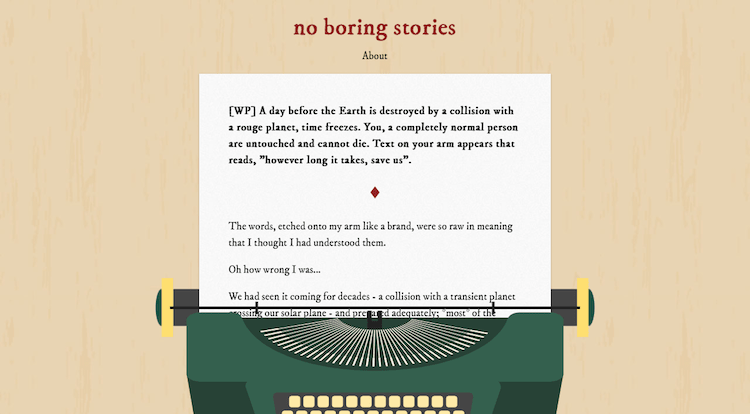 no boring stories
About
[WP] A day before the Earth is destroyed by a collision with
a rouge planet, time freezes. You, a completely normal person
are untouched and cannot die. Text on your arm appears that
reads, "however long it takes, save us".
The words, etched onto my arm like a brand, were so raw in meaning
that I thought I had understood them.
Oh how wrong I was...
We had seen it coming for decades - a collision with a transient planet
crossing our solar plane - and prepared adequately; "most" of the